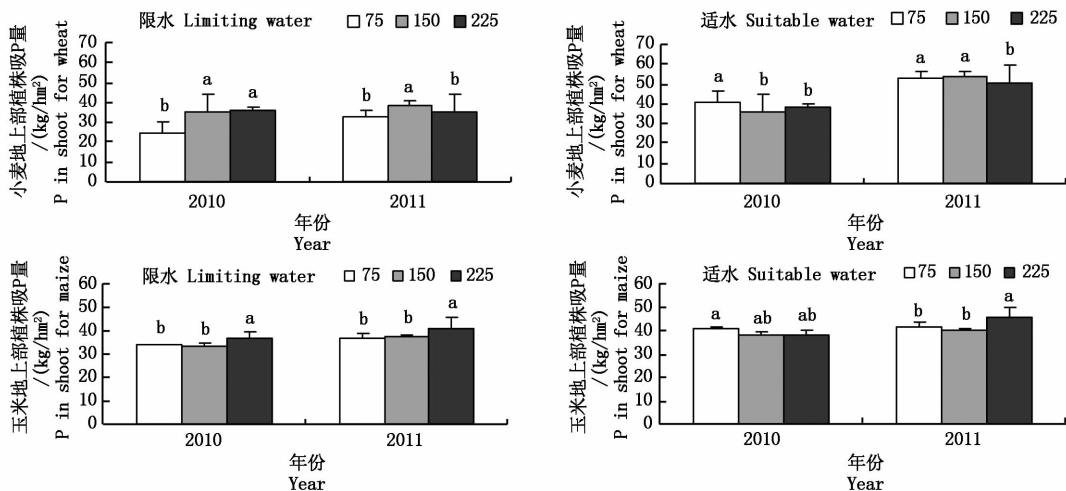 限水 Limiting water 75 150 225
小麦地上部植株吸P量
/(kg/hm²)
P in shoot for wheat
70
60
50
40
30
20
10
0
b a a b a b
2010 2011
年份
Year
适水 Suitable water 75 150 225
小麦地上部植株吸P量
/(kg/hm²)
P in shoot for wheat
70
60
50
40
30
20
10
0
a b b a a b
2010 2011
年份
Year
限水 Limiting water 75 150 225
玉米地上部植株吸P量
/(kg/hm²)
P in shoot for maize
60
50
40
30
20
10
0
b b a b b a
2010 2011
年份
Year
适水 Suitable water 75 150 225
玉米地上部植株吸P量
/(kg/hm²)
P in shoot for maize
60
50
40
30
20
10
0
a ab ab b b a
2010 2011
年份
Year